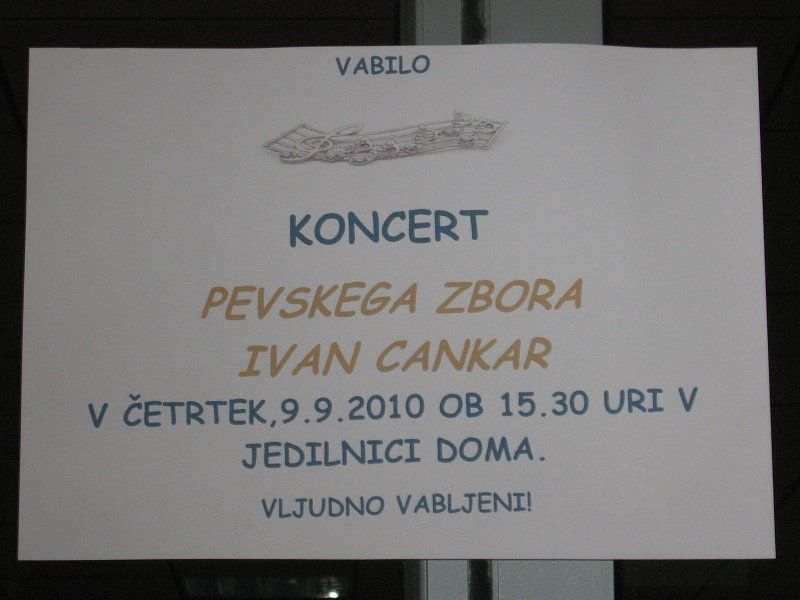 VABILO
KONCERT
PEVSKEGA ZBORA
IVAN CANKAR
V ČETRTEK,9.9.2010 OB 15.30 URI V
JEDILNICI DOMA.
VLJUDNO VABLJENI!